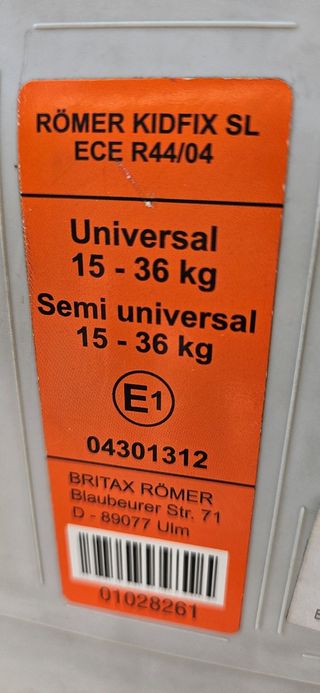 RÖMER KIDFIX SL
ECE R44/04
Universal
15 - 36 kg
Semi universal
15 - 36 kg
E1
04301312
BRITAX RÖMER
Blaubeurer Str. 71
D - 89077 Ulm
01028261